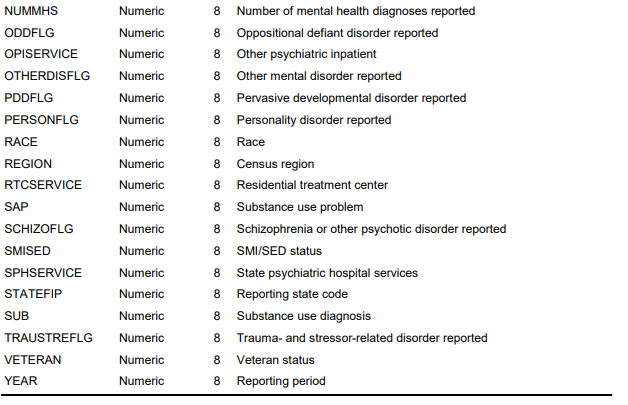 NUMMHS Numeric 8 Number of mental health diagnoses reported
ODDFLG Numeric 8 Oppositional defiant disorder reported
OPISERVICE Numeric 8 Other psychiatric inpatient
OTHERDISFLG Numeric 8 Other mental disorder reported
PDDFLG Numeric 8 Pervasive developmental disorder reported
PERSONFLG Numeric 8 Personality disorder reported
RACE Numeric 8 Race
REGION Numeric 8 Census region
RTCSERVICE Numeric 8 Residential treatment center
SAP Numeric 8 Substance use problem
SCHIZOFLG Numeric 8 Schizophrenia or other psychotic disorder reported
SMISED Numeric 8 SMI/SED status
SPHSERVICE Numeric 8 State psychiatric hospital services
STATEFIP Numeric 8 Reporting state code
SUB Numeric 8 Substance use diagnosis
TRAUSTREFLG Numeric 8 Trauma- and stressor-related disorder reported
VETERAN Numeric 8 Veteran status
YEAR Numeric 8 Reporting period